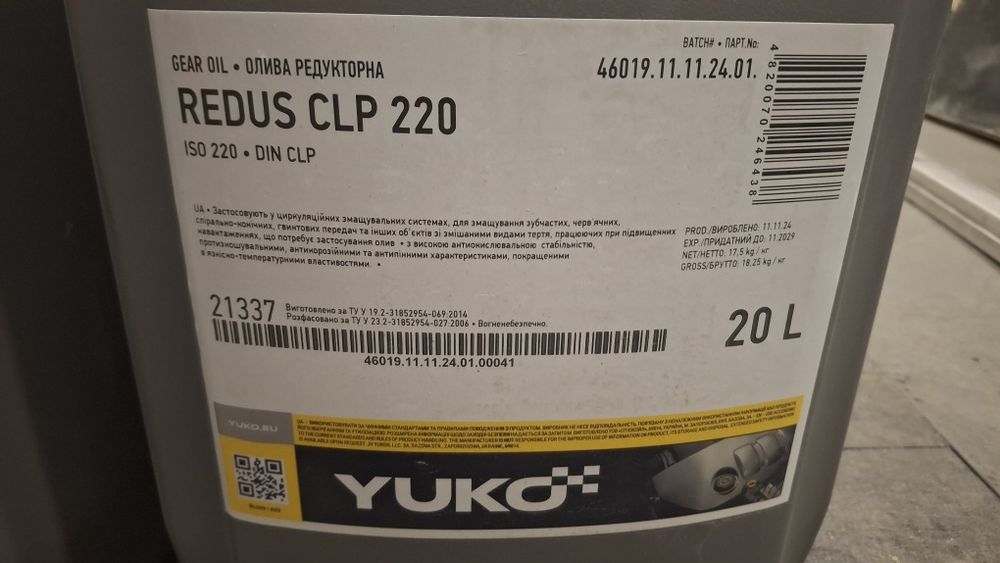 GEAR OIL • ОЛИВА РЕДУКТОРНА
REDUS CLP 220
ISO 220 • DIN CLP
BATCH# • ПАРТ.No:
46019.11.11.24.01.
4820070246438
UA • Застосовують у циркуляційних змащувальних системах, для змащування зубчастих, черв'ячних,
спірально-конічних, гвинтових передач та інших об'єктів зі змішаними видами тертя, працюючих при підвищених
навантаженнях, що потребує застосування олив • з високою антиокислювальною стабільністю,
протизношувальними, антикорозійними та антипінними характеристиками, покращеними
в'язкісно-температурними властивостями. •
PROD./ВИРОБЛЕНО: 11.11.24
EXP./ПРИДАТНИЙ ДО: 11.2029
NET/НЕТТО: 17,5 kg / кг
GROSS/БРУТТО: 18,25 kg / кг
21337
Виготовлено за ТУ У 19.2-31852954-069:2014
Розфасовано за ТУ У 23.2-31852954-027:2006 • Вогненебезпечно.
20 L
46019.11.11.24.01.00041
YUKO.EU
YUKO